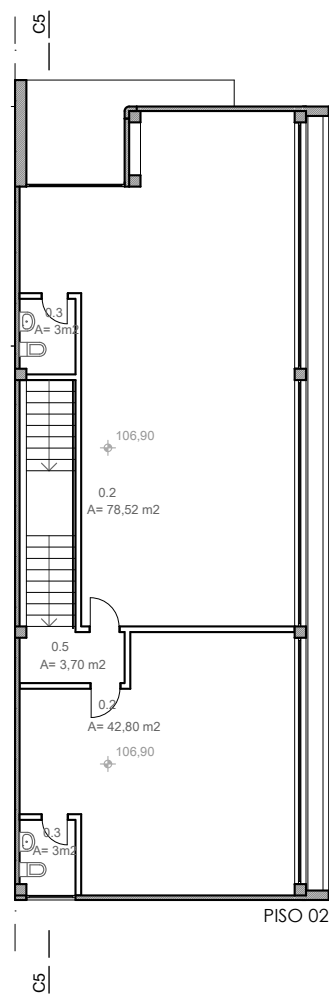 C5
0.3
A= 3m2
106,90
0.2
A= 78,52 m2
0.5
A= 3,70 m2
0.2
A= 42,80 m2
106,90
0.3
A= 3m2
PISO 02
C5